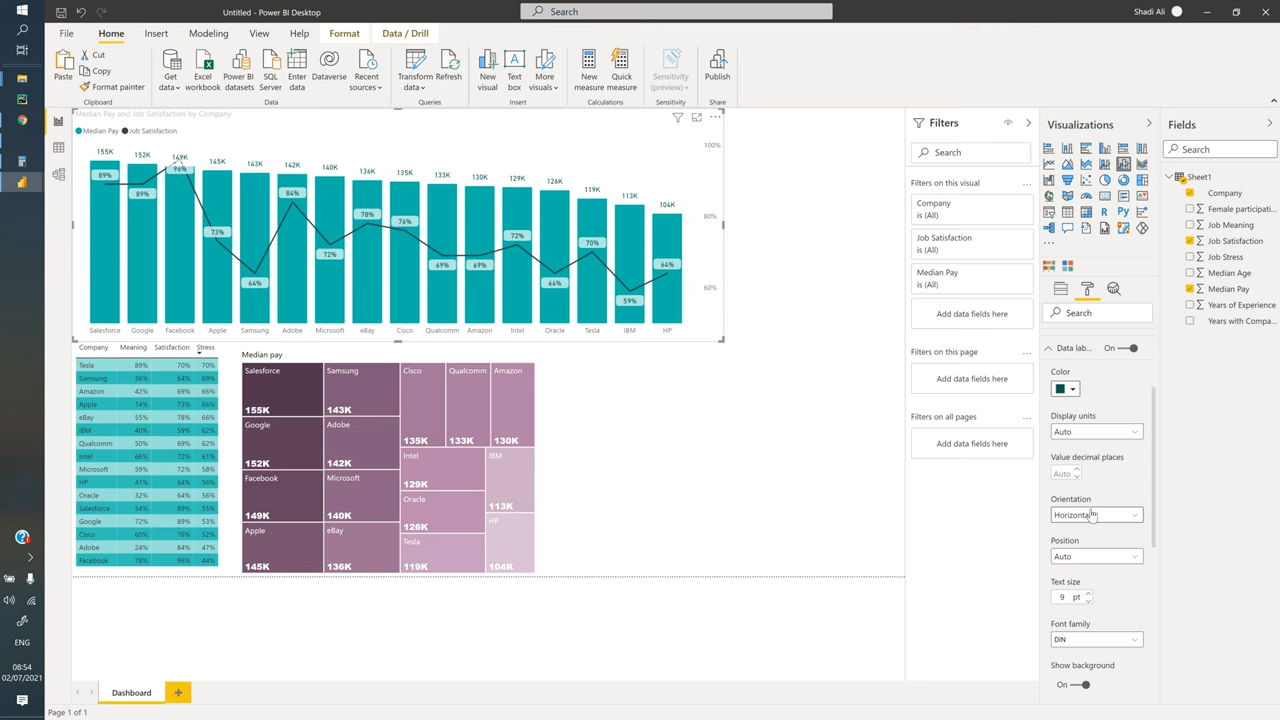 Untitled - Power BI Desktop
Search
Shadi Ali
File
Home
Insert
Modeling
View
Help
Format
Data / Drill
Paste
Cut
Copy
Format painter
Get data
Excel workbook
Power BI datasets
SQL Server
Enter data
Dataverse
Recent sources
Transform data
Refresh
New visual
Text box
More visuals
New measure
Quick measure
Sensitivity (preview)
Publish
Clipboard
Data
Queries
Insert
Calculations
Sensitivity
Share
Median Pay and Job Satisfaction by Company
Median Pay Job Satisfaction
155K 152K 149K 145K 143K 142K 140K 136K 135K 133K 130K 129K 126K 119K 113K 104K
89% 89% 96% 73% 64% 84% 72% 78% 76% 69% 69% 72% 64% 70% 59% 64%
100%
80%
60%
Salesforce Google Facebook Apple Samsung Adobe Microsoft eBay Cisco Qualcomm Amazon Intel Oracle Tesla IBM HP
Company Meaning Satisfaction Stress
Tesla 89% 70% 70%
Samsung 36% 64% 69%
Amazon 42% 69% 66%
Apple 74% 73% 66%
eBay 55% 78% 66%
IBM 40% 59% 62%
Qualcomm 50% 69% 62%
Intel 66% 72% 61%
Microsoft 59% 72% 58%
HP 41% 64% 56%
Oracle 32% 64% 56%
Salesforce 54% 89% 55%
Google 72% 89% 53%
Cisco 60% 76% 52%
Adobe 24% 84% 47%
Facebook 78% 96% 44%
Median pay
Salesforce
155K
Google
152K
Facebook
149K
Apple
145K
Samsung
143K
Adobe
142K
Microsoft
140K
eBay
136K
Cisco
135K
Qualcomm
133K
Amazon
130K
Intel
129K
Oracle
126K
Tesla
119K
IBM
113K
HP
104K
Filters
Search
Filters on this visual
Company
is (All)
Job Satisfaction
is (All)
Median Pay
is (All)
Add data fields here
Filters on this page
Add data fields here
Filters on all pages
Add data fields here
Visualizations
R Py
Search
Data lab... On
Color
Display units
Auto
Value decimal places
Auto
Orientation
Horizontal
Position
Auto
Text size
9 pt
Font family
DIN
Show background
On
Fields
Search
Sheet1
Company
Female participati...
Job Meaning
Job Satisfaction
Job Stress
Median Age
Median Pay
Years of Experience
Years with Compa...
ENG
08:54
02/07/2021
Dashboard
Page 1 of 1